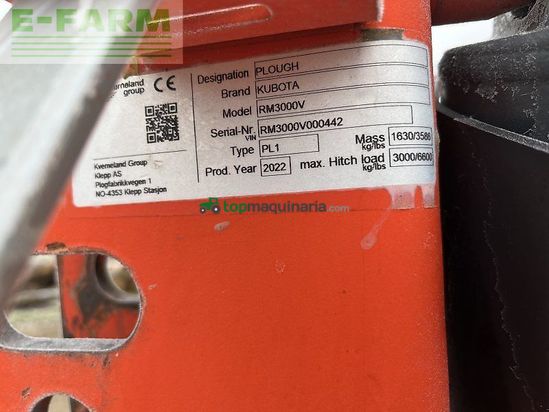 E-FARM
Kverneland group CE
Designation PLOUGH
Brand KUBOTA
Model RM3000V
Serial-Nr. VIN RM3000V000442
Type PL1 Mass kg/lbs 1630/3586
Prod. Year 2022 max. Hitch load kg/lbs 3000/6600
Kverneland Group
Klepp AS
Plogfabrikkvegen 1
NO-4353 Klepp Stasjon
topmaquinaria.com